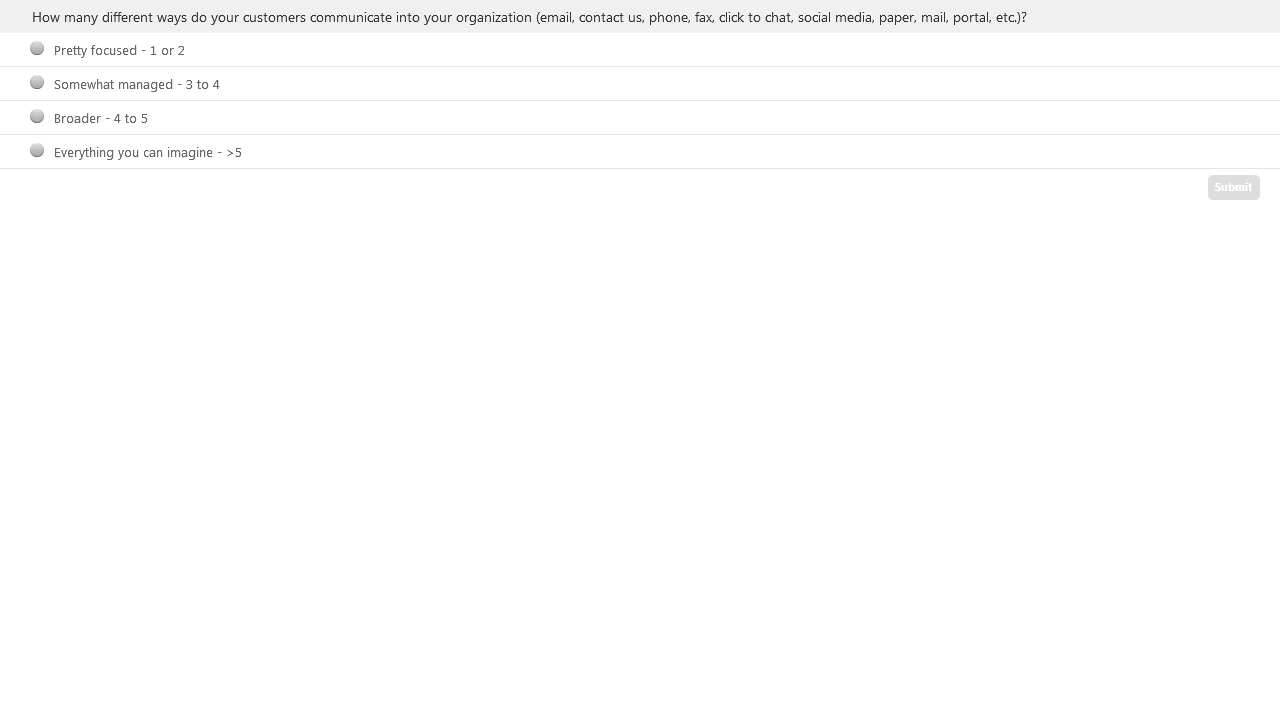 How many different ways do your customers communicate into your organization (email, contact us, phone, fax, click to chat, social media, paper, mail, portal, etc.)?
Pretty focused - 1 or 2
Somewhat managed - 3 to 4
Broader - 4 to 5
Everything you can imagine - >5
Submit